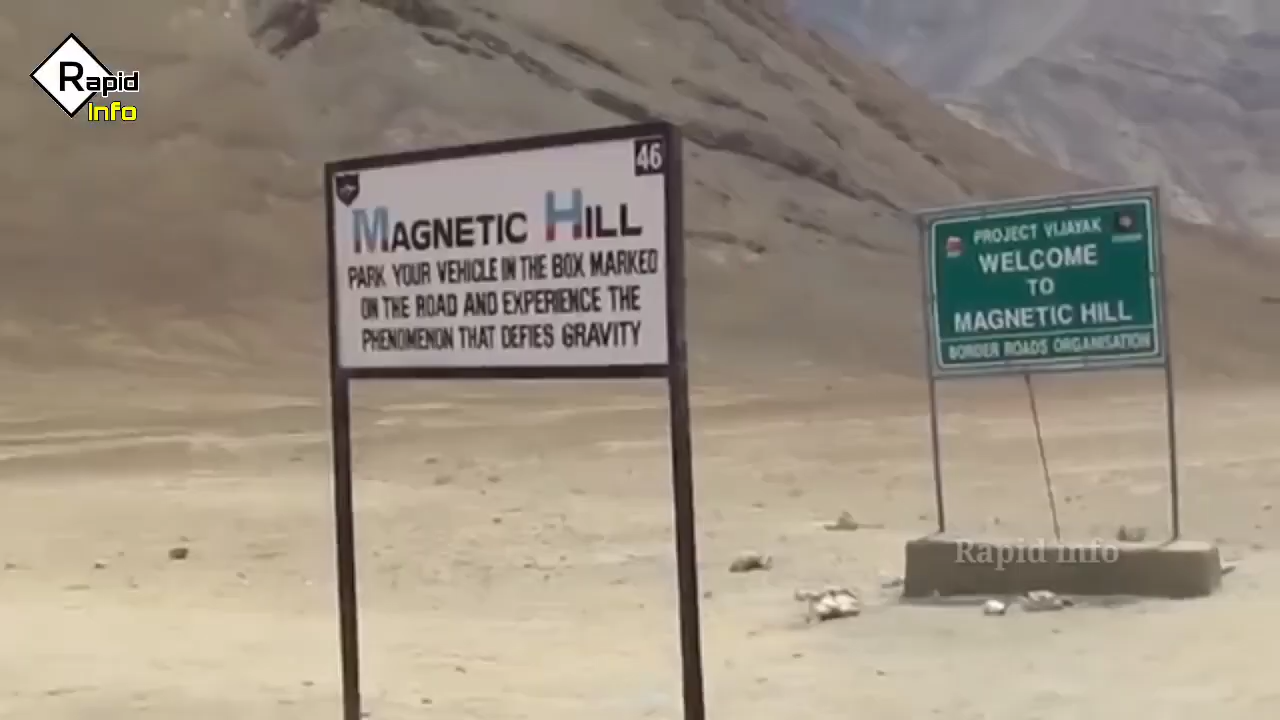 Rapid
Info
46
MAGNETIC HILL
PARK YOUR VEHICLE IN THE BOX MARKED
ON THE ROAD AND EXPERIENCE THE
PHENOMENON THAT DEFIES GRAVITY
PROJECT VIJAYAK
WELCOME
TO
MAGNETIC HILL
BORDER ROADS ORGANISATION
Rapid Info